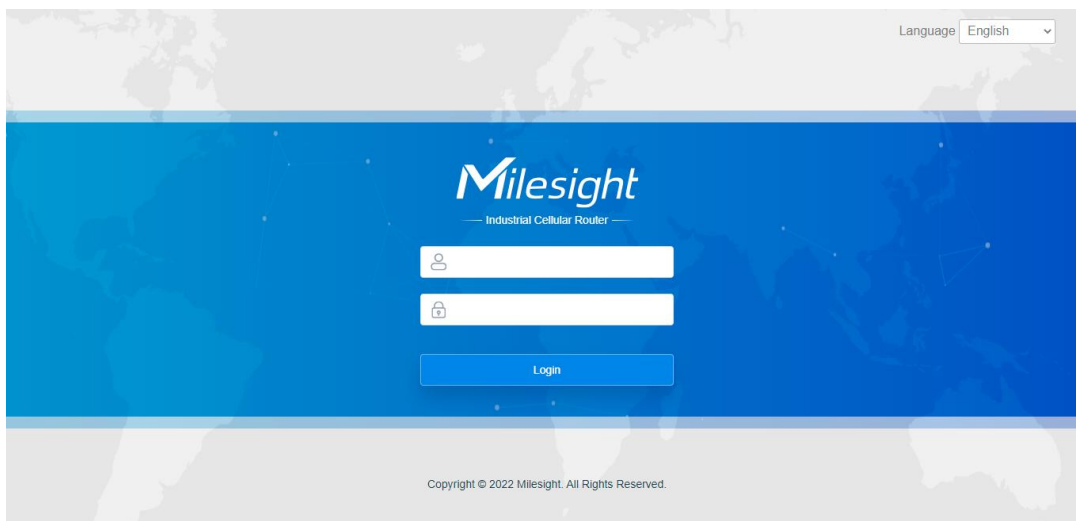 Language English
Milesight
Industrial Cellular Router
Login
Copyright © 2022 Milesight. All Rights Reserved.